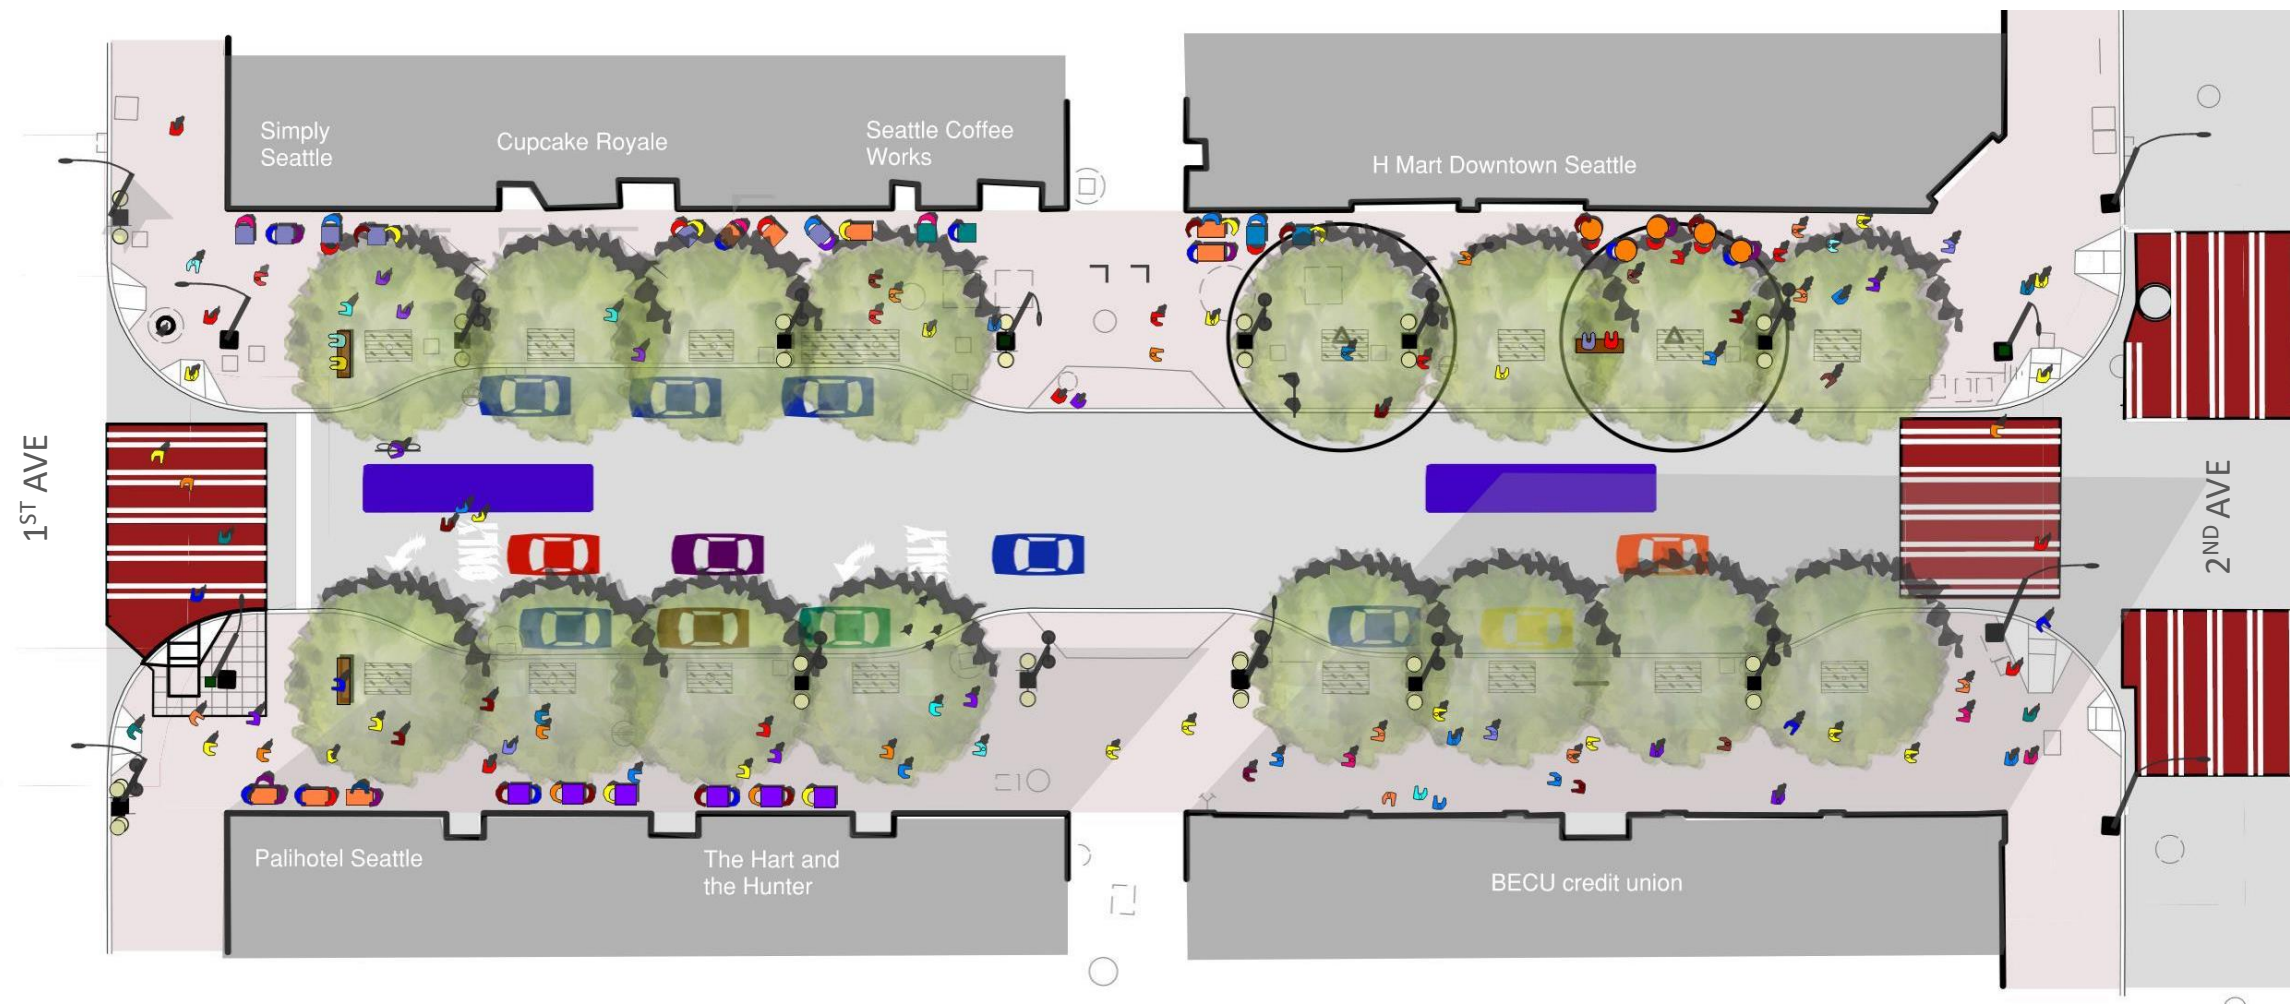 Simply
Seattle
Cupcake Royale
Seattle Coffee
Works
H Mart Downtown Seattle
1ST AVE
2ND AVE
ONLY
ONLY
Palihotel Seattle
The Hart and
the Hunter
BECU credit union